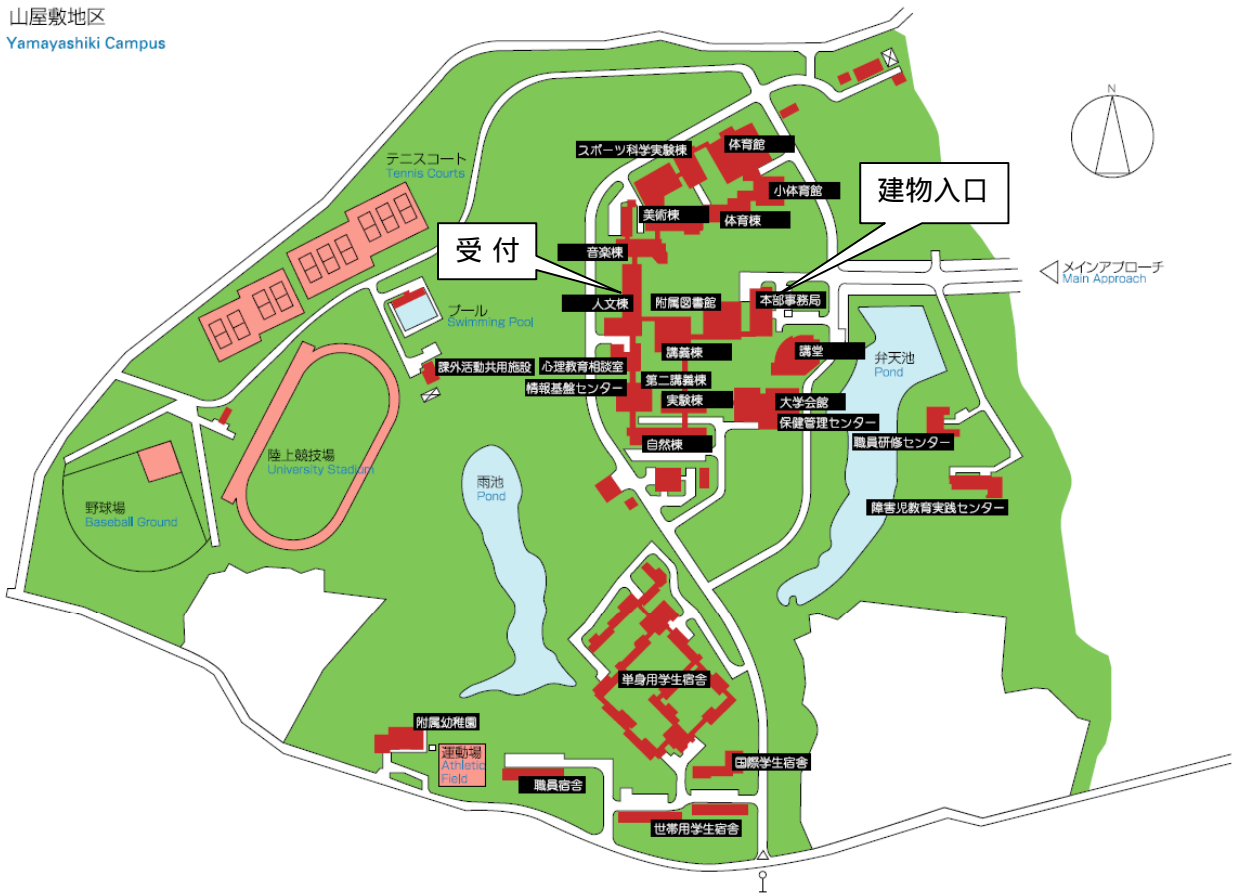 山屋敷地区
Yamayashiki Campus
N
テニスコート
Tennis Courts
スポーツ科学実験棟
体育館
小体育館
建物入口
美術棟
体育棟
受 付
音楽棟
メインアプローチ
Main Approach
人文棟
附属図書館
本部事務局
プール
Swimming Pool
講義棟
講堂
弁天池
Pond
課外活動共用施設
心理教育相談室
第二講義棟
情報基盤センター
実験棟
大学会館
保健管理センター
職員研修センター
自然棟
陸上競技場
University Stadium
雨池
Pond
野球場
Baseball Ground
障害児教育実践センター
単身用学生宿舎
附属幼稚園
運動場
Athletic
Field
国際学生宿舎
職員宿舎
世帯用学生宿舎